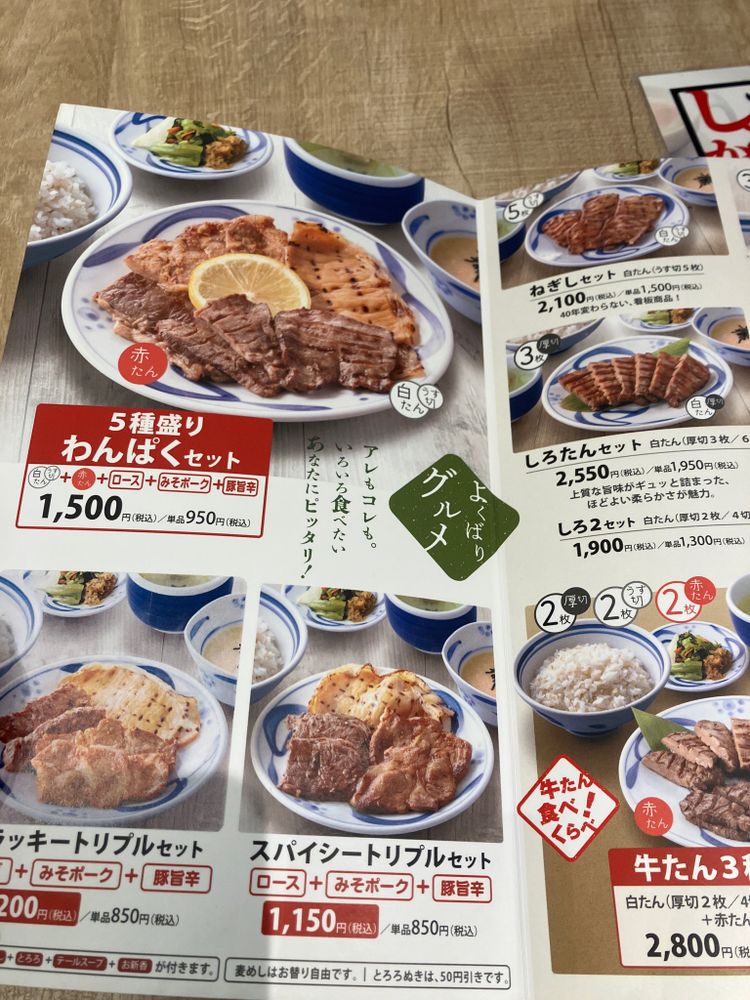 5種盛り
わんぱくセット
白たん うす切+赤たん+ロース+みそポーク+豚旨辛
1,500円(税込)/単品950円(税込)
赤たん
白たん うす切
アレもコレも。
いろいろ食べたい
あなたにピッタリ!
よくばり
グルメ
ラッキートリプルセット
+みそポーク+豚旨辛
200円(税込)/単品850円(税込)
スパイシートリプルセット
ロース+みそポーク+豚旨辛
1,150円(税込)/単品850円(税込)
+とろろ+テールスープ+お新香が付きます。
麦めしはお替り自由です。|とろろぬきは、50円引きです。
5枚 うす切
白たん
ねぎしセット 白たん(うす切5枚)
2,100円(税込)/単品1,500円(税込)
40年変わらない、看板商品!
3枚 厚切
白たん 厚切
しろたんセット 白たん(厚切3枚/6
2,550円(税込)/単品1,950円(税込)
上質な旨味がギュッと詰まった、
ほどよい柔らかさが魅力。
しろ2セット 白たん(厚切2枚/4切
1,900円(税込)/単品1,300円(税込)
2枚 厚切
2枚 うす切
2枚 赤たん
牛たん
食べ
くらべ!
赤たん
牛たん3種
白たん(厚切2枚/4
+赤たん
2,800円(税込)